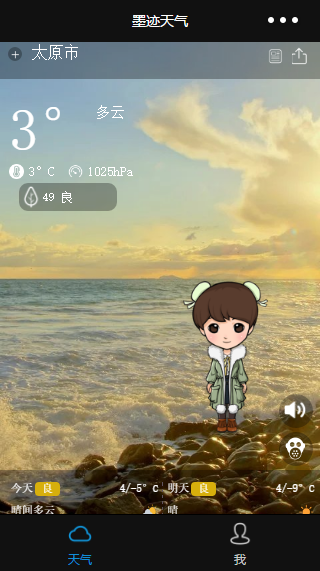 墨迹天气
太原市
3°
多云
3°C
1025hPa
49 良
今天 良 4/-5°C
明天 良 4/-9°C
晴间多云
晴
天气
我